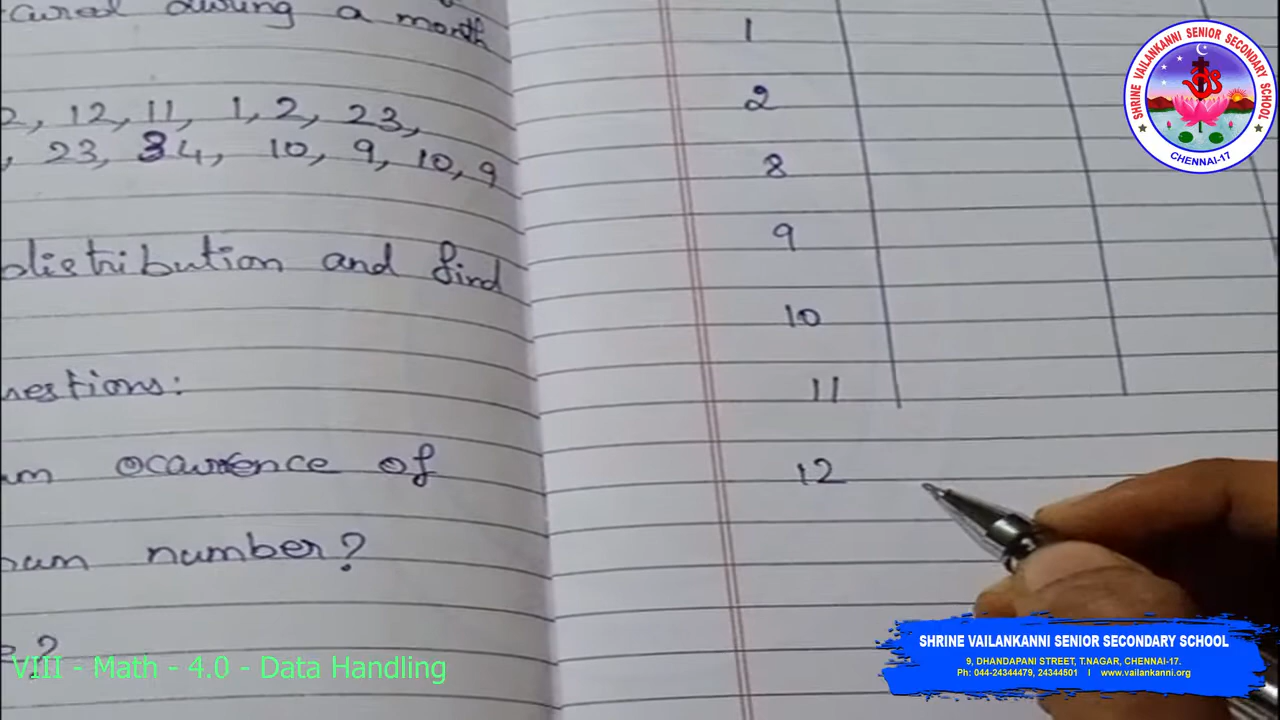 during a month
12, 11, 1, 2, 23,
23, 34, 10, 9, 10, 9
distribution and find
of
number?
1
2
8
9
10
11
12
SHRINE VAILANKANNI SENIOR SECONDARY SCHOOL
CHENNAI-17
VIII - Math - 4.0 - Data Handling
SHRINE VAILANKANNI SENIOR SECONDARY SCHOOL
9, DHANDAPANI STREET, T.NAGAR, CHENNAI-17.
Ph: 044-24344479, 24344501 I www.vailankanni.org